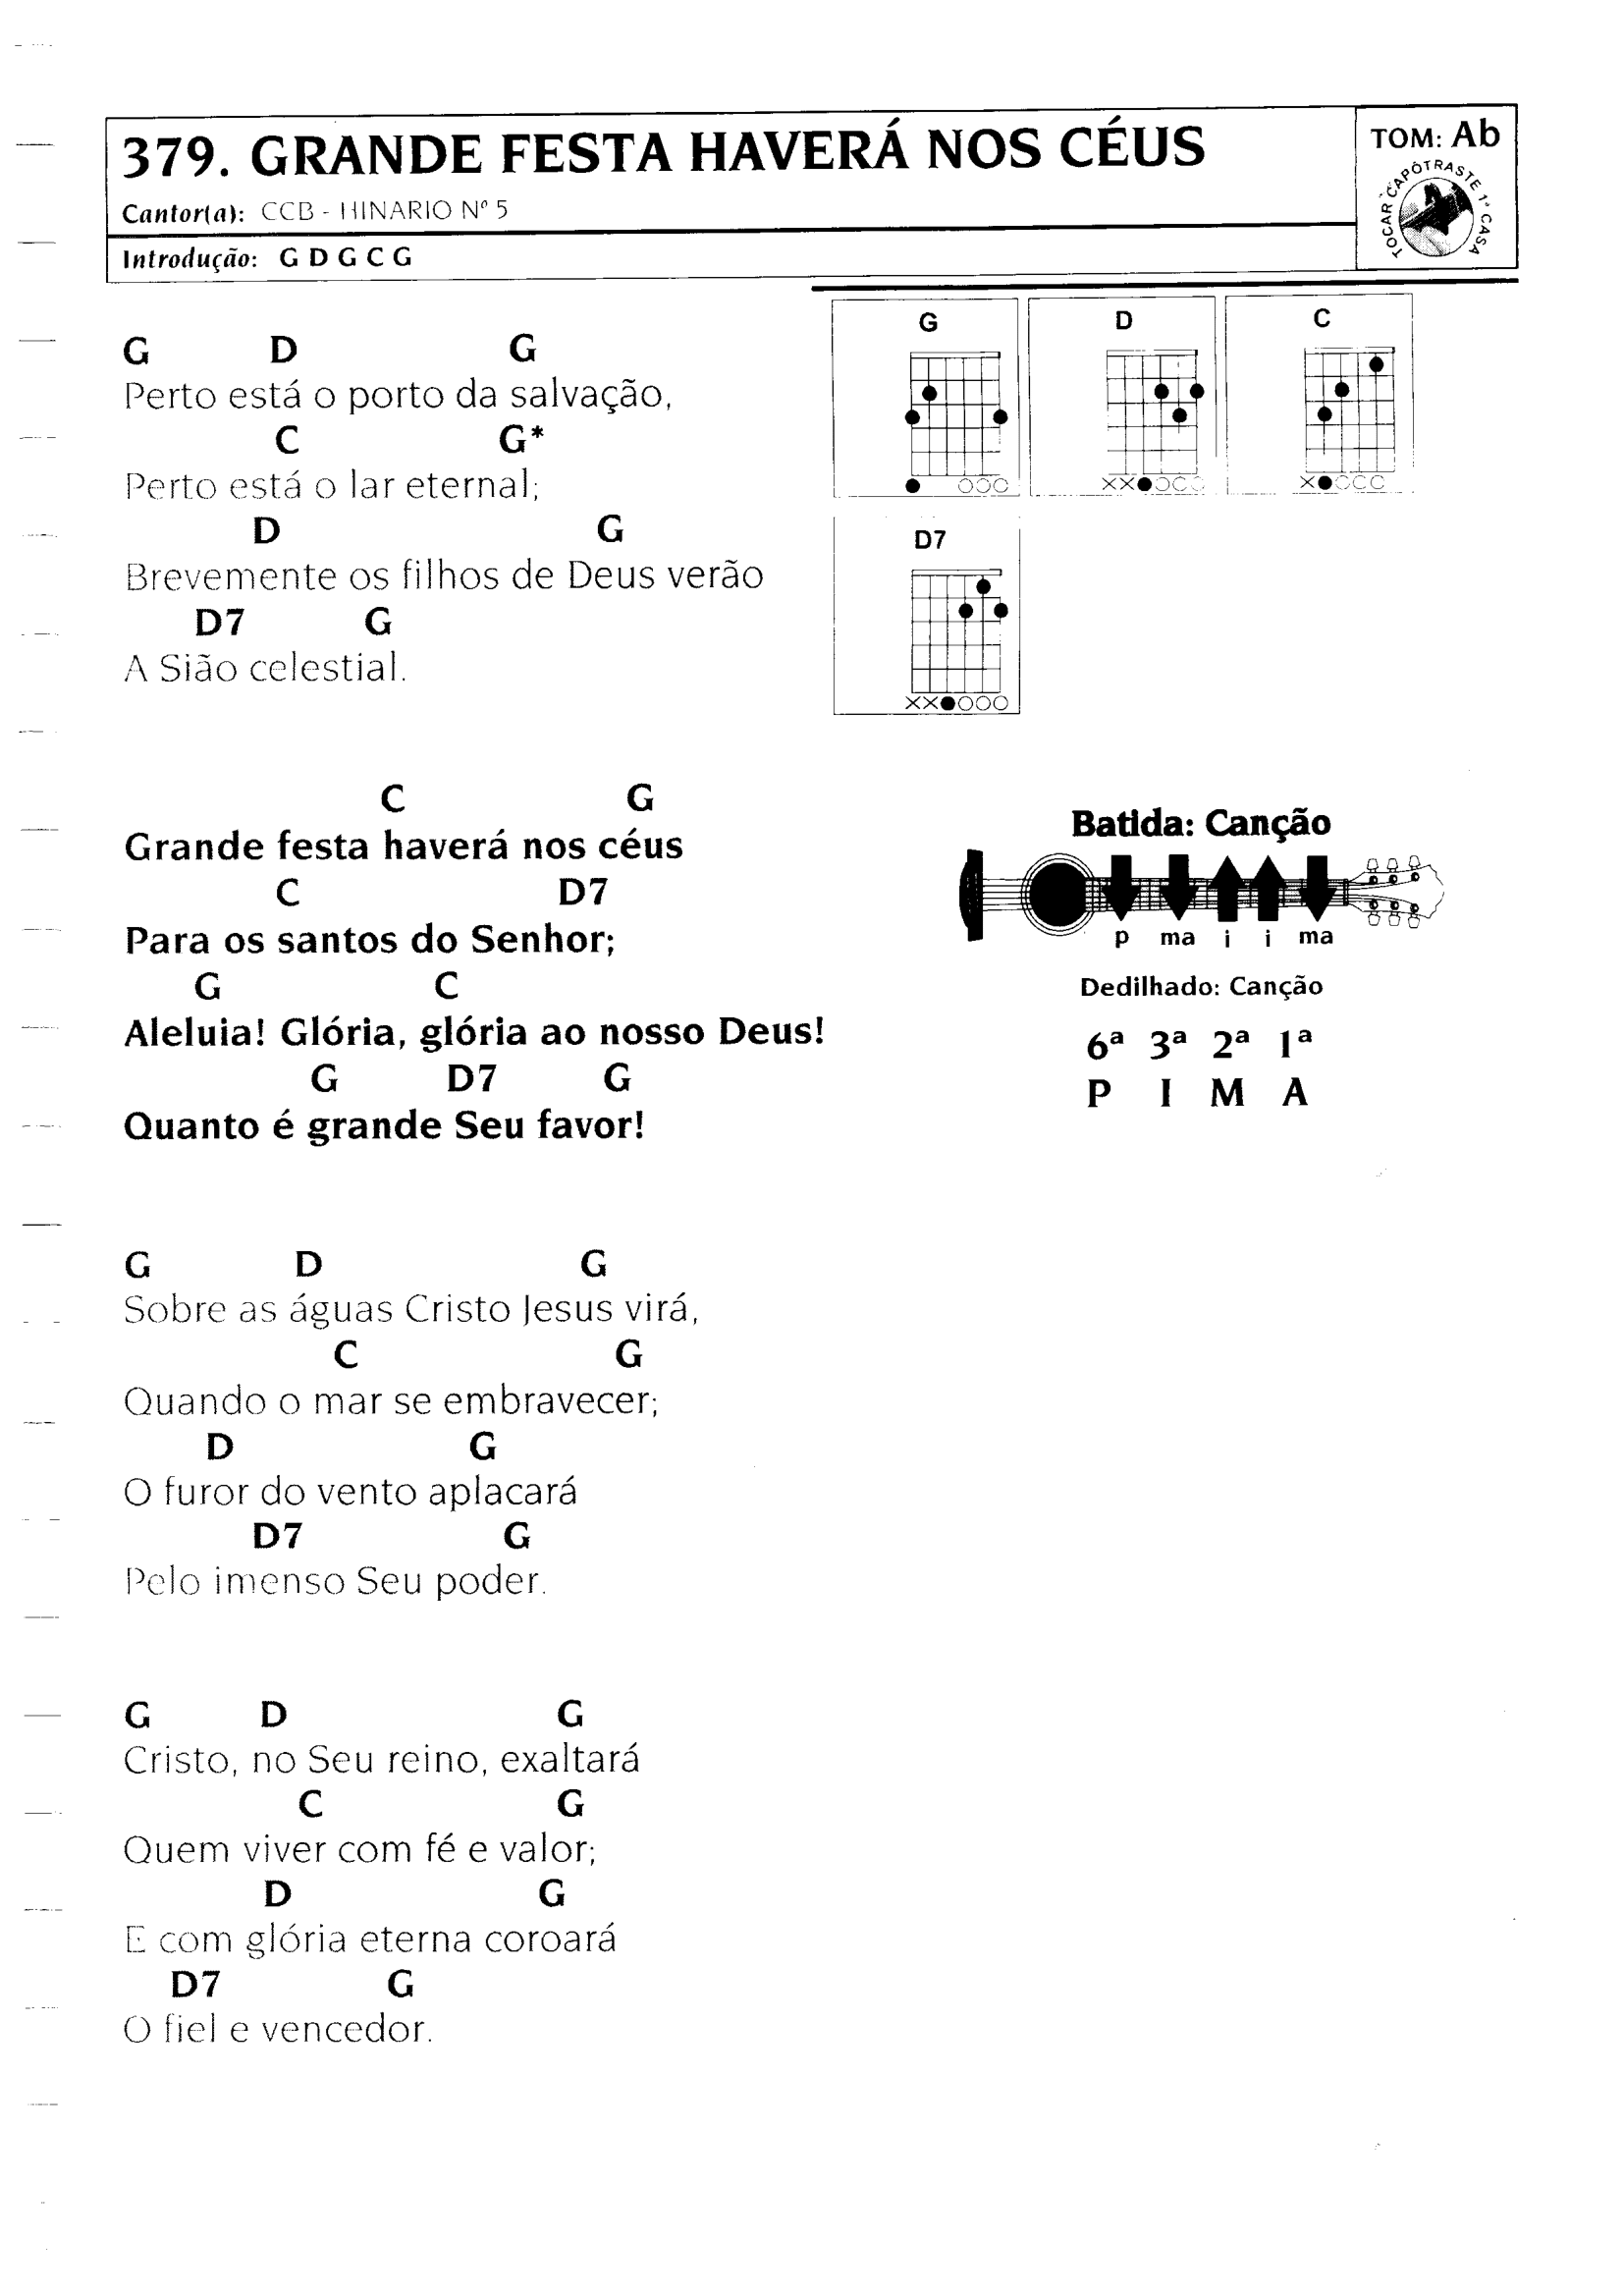 379. GRANDE FESTA HAVERÁ NOS CÉUS
TOM: Ab
Cantor(a): CCB - HINARIO Nº 5
TOCAR CAPOTRASTE 1ª CASA
Introdução: G D G C G
G D G
Perto está o porto da salvação,
C G*
Perto está o lar eternal;
D G
Brevemente os filhos de Deus verão
D7 G
A Sião celestial.
C G
Grande festa haverá nos céus
C D7
Para os santos do Senhor;
G C
Aleluia! Glória, glória ao nosso Deus!
G D7 G
Quanto é grande Seu favor!
G D G
Sobre as águas Cristo Jesus virá,
C G
Quando o mar se embravecer;
D G
O furor do vento aplacará
D7 G
Pelo imenso Seu poder.
G D G
Cristo, no Seu reino, exaltará
C G
Quem viver com fé e valor;
D G
E com glória eterna coroará
D7 G
O fiel e vencedor.
G D C
D7
Batida: Canção
p ma i i ma
Dedilhado: Canção
6ª 3ª 2ª 1ª
P I M A